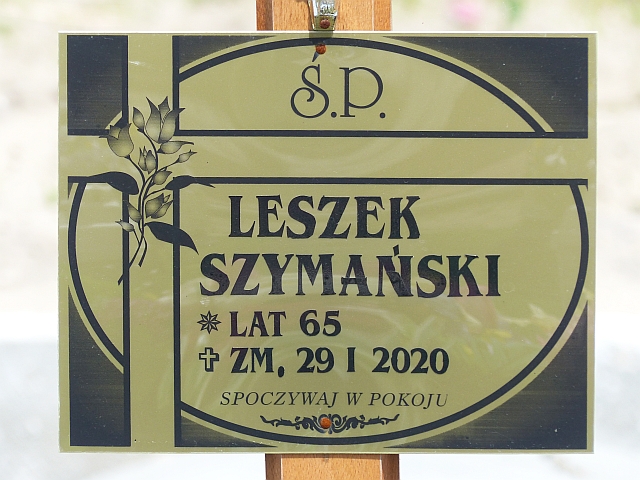 Ś.P.
LESZEK
SZYMAŃSKI
LAT 65
ZM. 29 I 2020
SPOCZYWAJ W POKOJU